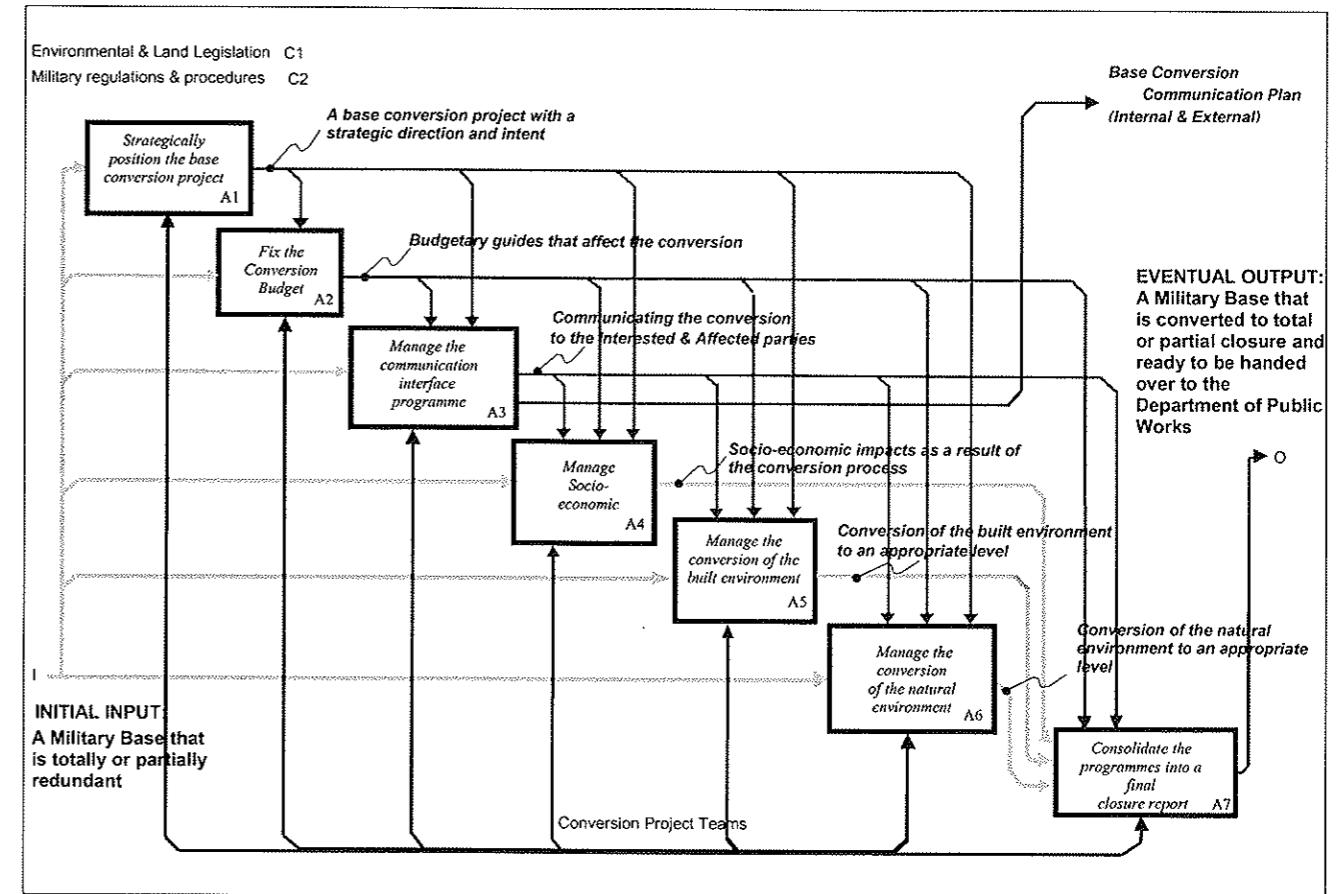 Environmental & Land Legislation C1
Military regulations & procedures C2
Base Conversion
Communication Plan
(Internal & External)
A base conversion project with a
strategic direction and intent
Strategically
position the base
conversion project
A1
Budgetary guides that affect the conversion
Fix the
Conversion
Budget
A2
EVENTUAL OUTPUT:
A Military Base that
is converted to total
or partial closure and
ready to be handed
over to the
Department of Public
Works
O
Communicating the conversion
to the Interested & Affected parties
Manage the
communication
interface
programme
A3
Socio-economic impacts as a result of
the conversion process
Manage
Socio-
economic
A4
Conversion of the built environment
to an appropriate level
Manage the
conversion of the
built environment
A5
Conversion of the natural
environment to an appropriate
level
Manage the
conversion
of the natural
environment
A6
I
INITIAL INPUT:
A Military Base that
is totally or partially
redundant
Consolidate the
programmes into a
final
closure report
A7
Conversion Project Teams